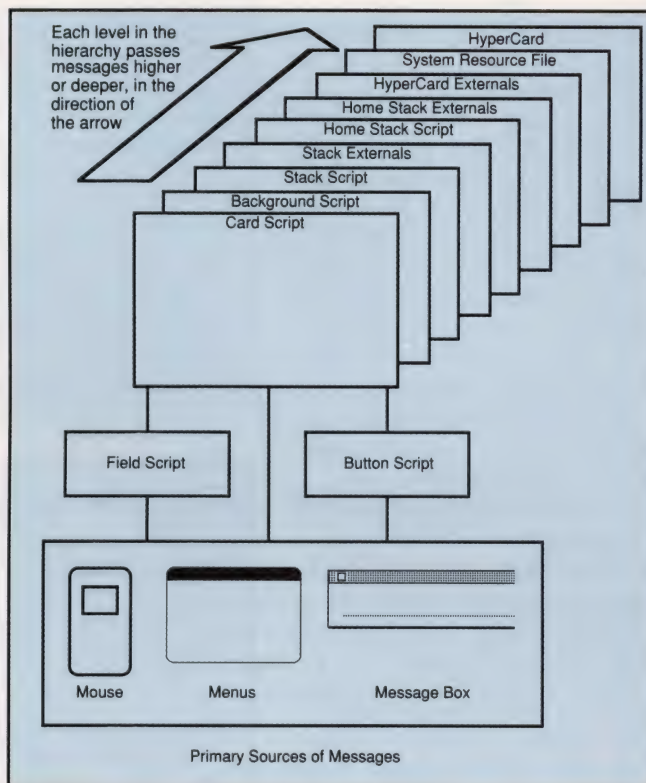 Each level in the
hierarchy passes
messages higher
or deeper, in the
direction of
the arrow
HyperCard
System Resource File
HyperCard Externals
Home Stack Externals
Home Stack Script
Stack Externals
Stack Script
Background Script
Card Script
Field Script
Button Script
Mouse
Menus
Message Box
Primary Sources of Messages